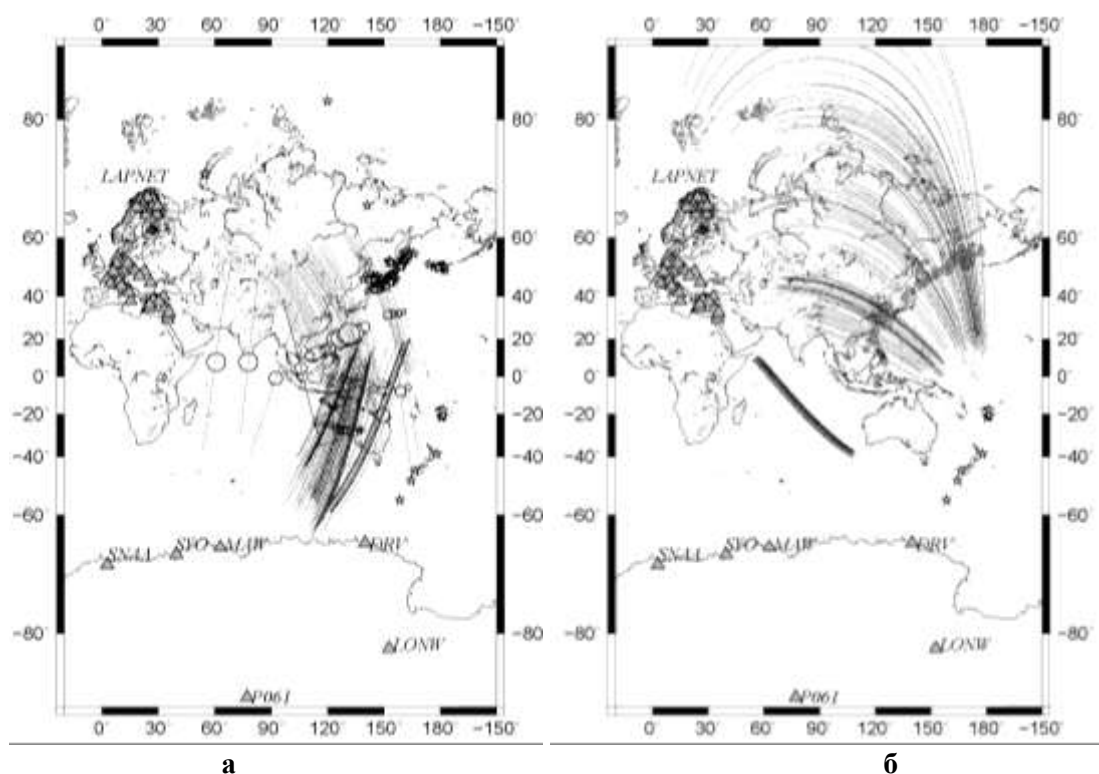 0 30 60 90 120 150 180 -150 0 30 60 90 120 150 180 -150
80 80 80 80
LAPNET LAPNET
60 60 60 60
40 40 40 40
20 20 20 20
0 0 0 0
-20 -20 -20 -20
-40 -40 -40 -40
-60 -60 -60 -60
SNAA SYO MAW DRV SNAA SYO MAW DRV
-80 LONW -80 -80 LONW -80
P061 P061
0 30 60 90 120 150 180 -150 0 30 60 90 120 150 180 -150
а б